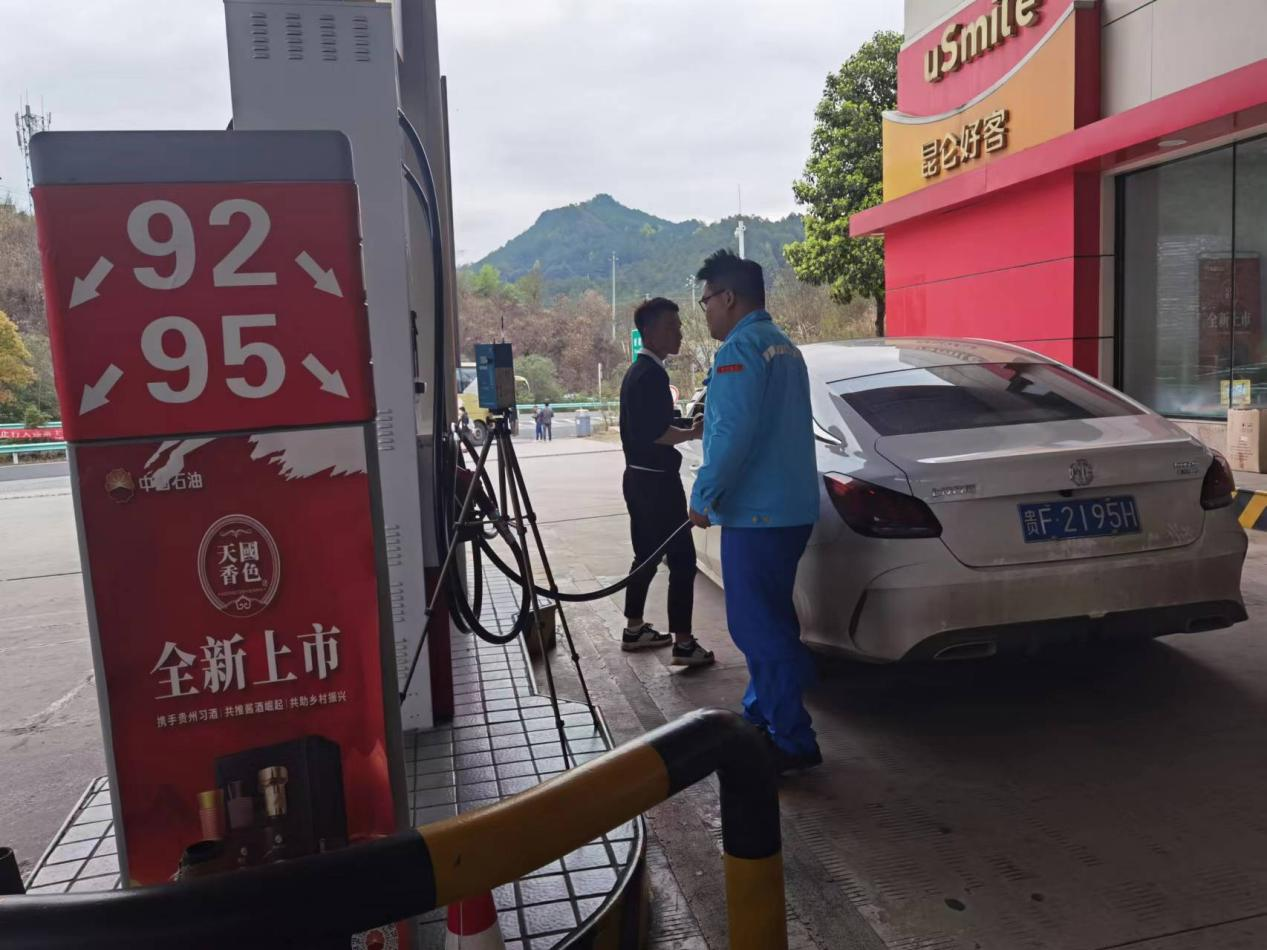 92
95
中国石油
天國
香色
全新上市
携手贵州习酒 | 共推酱酒崛起 | 共助乡村振兴
uSmile
昆仑好客
全新上市
贵F·2195H